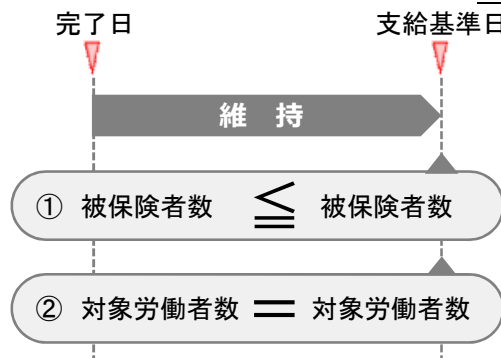 完了日 支給基準日
維 持
① 被保険者数 ≦ 被保険者数
② 対象労働者数 = 対象労働者数